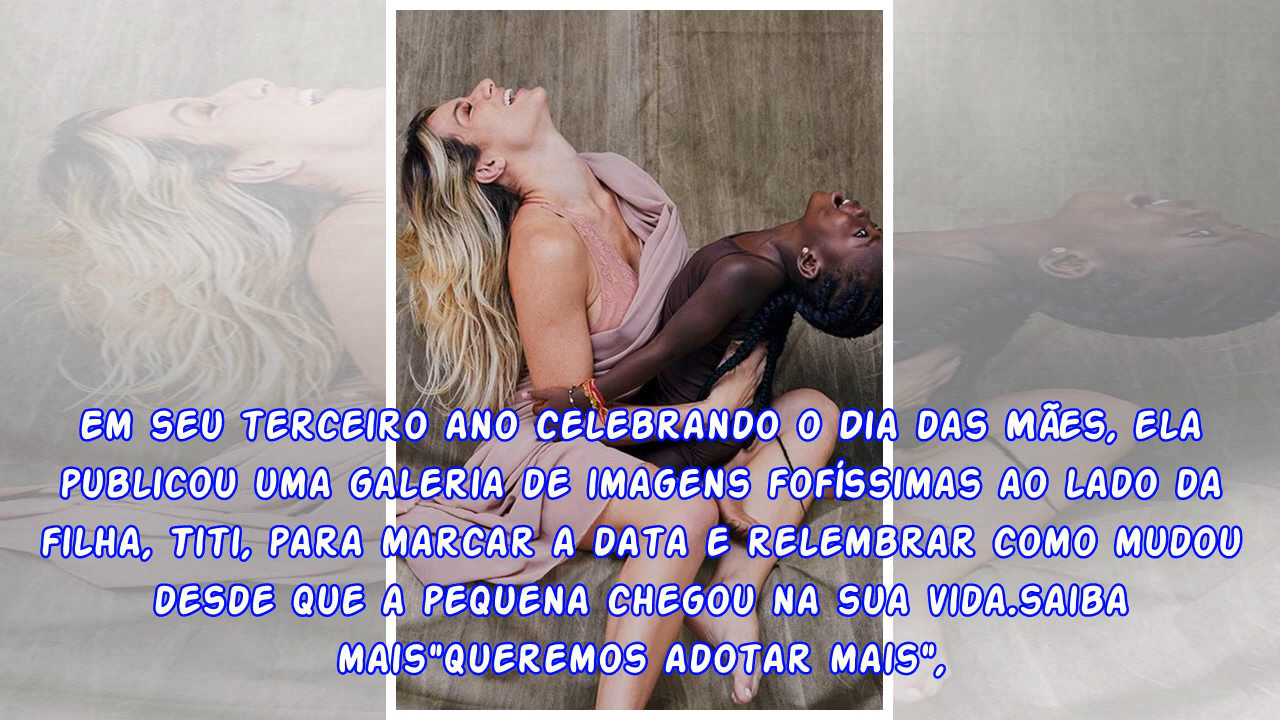 EM SEU TERCEIRO ANO CELEBRANDO O DIA DAS MÃES, ELA
PUBLICOU UMA GALERIA DE IMAGENS FOFÍSSIMAS AO LADO DA
FILHA, TITI, PARA MARCAR A DATA E RELEMBRAR COMO MUDOU
DESDE QUE A PEQUENA CHEGOU NA SUA VIDA.SAIBA
MAIS"QUEREMOS ADOTAR MAIS",